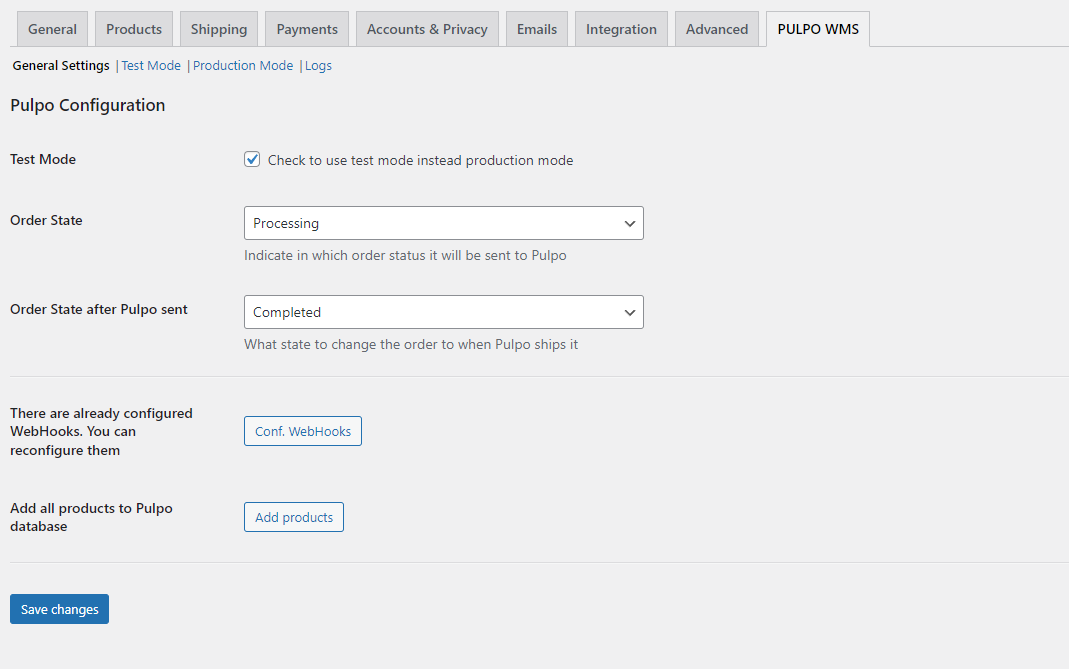 General Products Shipping Payments Accounts & Privacy Emails Integration Advanced PULPO WMS
General Settings | Test Mode | Production Mode | Logs
Pulpo Configuration
Test Mode Check to use test mode instead production mode
Order State Processing
Indicate in which order status it will be sent to Pulpo
Order State after Pulpo sent Completed
What state to change the order to when Pulpo ships it
There are already configured
WebHooks. You can
reconfigure them
Conf. WebHooks
Add all products to Pulpo
database
Add products
Save changes